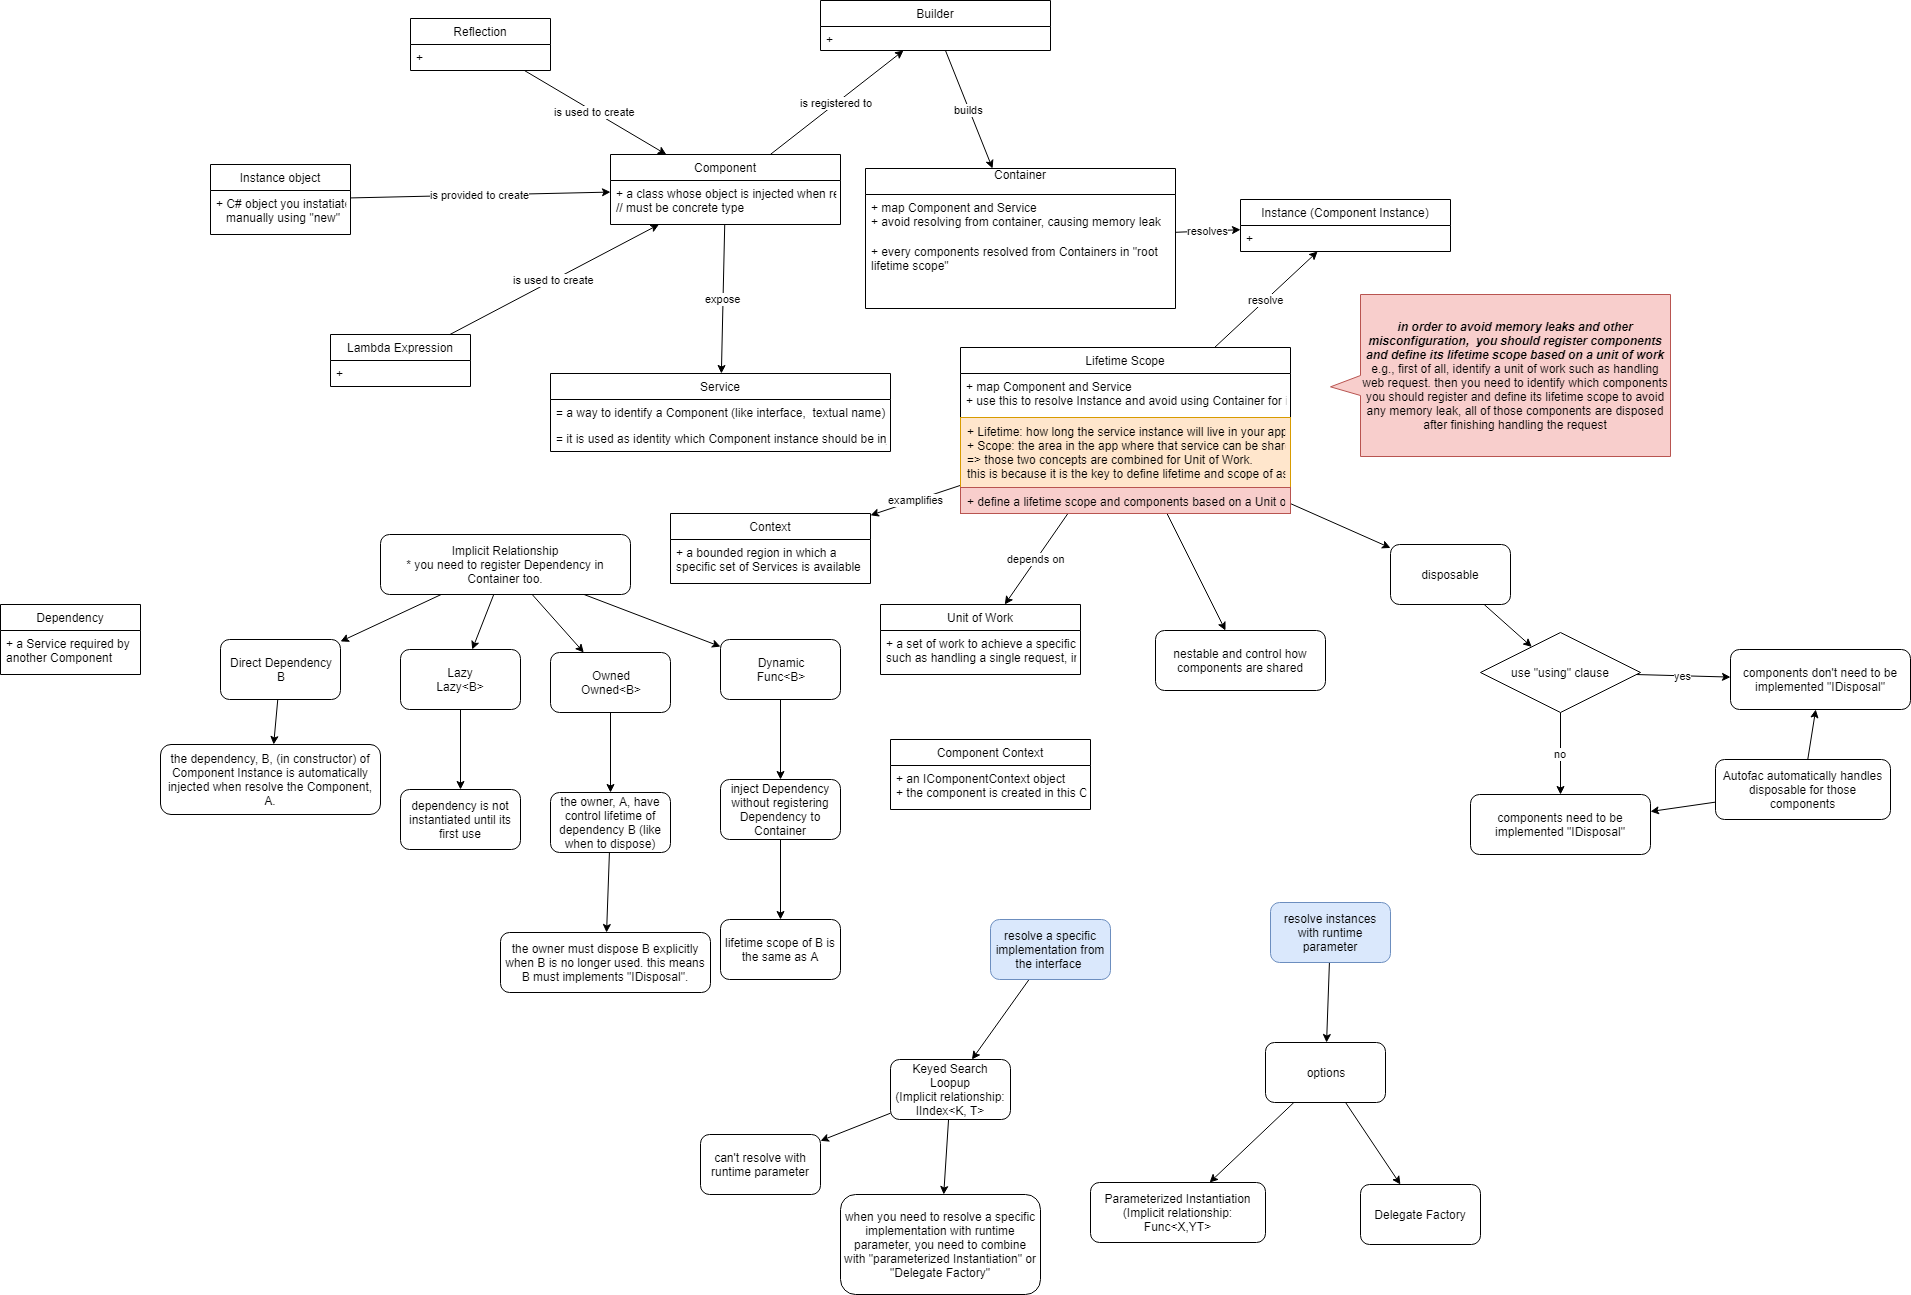 Builder
+
Reflection
+
is used to create
is registered to
builds
Instance object
+ C# object you instatiate
manually using "new"
is provided to create
Component
+ a class whose object is injected when re
// must be concrete type
Container
+ map Component and Service
+ avoid resolving from container, causing memory leak
+ every components resolved from Containers in "root
lifetime scope"
resolves
Instance (Component Instance)
+
is used to create
expose
resolve
Lambda Expression
+
Service
= a way to identify a Component (like interface, textual name)
= it is used as identity which Component instance should be in
Lifetime Scope
+ map Component and Service
+ use this to resolve Instance and avoid using Container for
+ Lifetime: how long the service instance will live in your app
+ Scope: the area in the app where that service can be shar
=> those two concepts are combined for Unit of Work.
this is because it is the key to define lifetime and scope of as
+ define a lifetime scope and components based on a Unit o
in order to avoid memory leaks and other
misconfiguration, you should register components
and define its lifetime scope based on a unit of work
e.g., first of all, identify a unit of work such as handling
web request. then you need to identify which components
you should register and define its lifetime scope to avoid
any memory leak, all of those components are disposed
after finishing handling the request
examplifies
Context
+ a bounded region in which a
specific set of Services is available
depends on
Unit of Work
+ a set of work to achieve a specific
such as handling a single request, in
nestable and control how
components are shared
disposable
use "using" clause
yes
components don't need to be
implemented "IDisposal"
no
Autofac automatically handles
disposable for those
components
components need to be
implemented "IDisposal"
Component Context
+ an IComponentContext object
+ the component is created in this C
Implicit Relationship
* you need to register Dependency in
Container too.
Dependency
+ a Service required by
another Component
Direct Dependency
B
Lazy
Lazy<B>
Owned
Owned<B>
Dynamic
Func<B>
the dependency, B, (in constructor) of
Component Instance is automatically
injected when resolve the Component,
A.
dependency is not
instantiated until its
first use
the owner, A, have
control lifetime of
dependency B (like
when to dispose)
inject Dependency
without registering
Dependency to
Container
the owner must dispose B explicitly
when B is no longer used. this means
B must implements "IDisposal".
lifetime scope of B is
the same as A
resolve a specific
implementation from
the interface
Keyed Search
Loopup
(Implicit relationship:
IIndex<K, T>
can't resolve with
runtime parameter
when you need to resolve a specific
implementation with runtime
parameter, you need to combine
with "parameterized Instantiation" or
"Delegate Factory"
resolve instances
with runtime
parameter
options
Parameterized Instantiation
(Implicit relationship:
Func<X,YT>
Delegate Factory